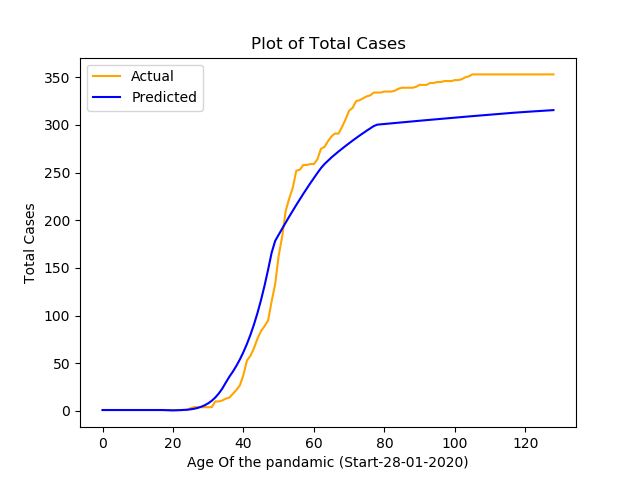 Plot of Total Cases
Actual
Predicted
350
300
250
200
150
100
50
0
Total Cases
0 20 40 60 80 100 120
Age Of the pandamic (Start-28-01-2020)